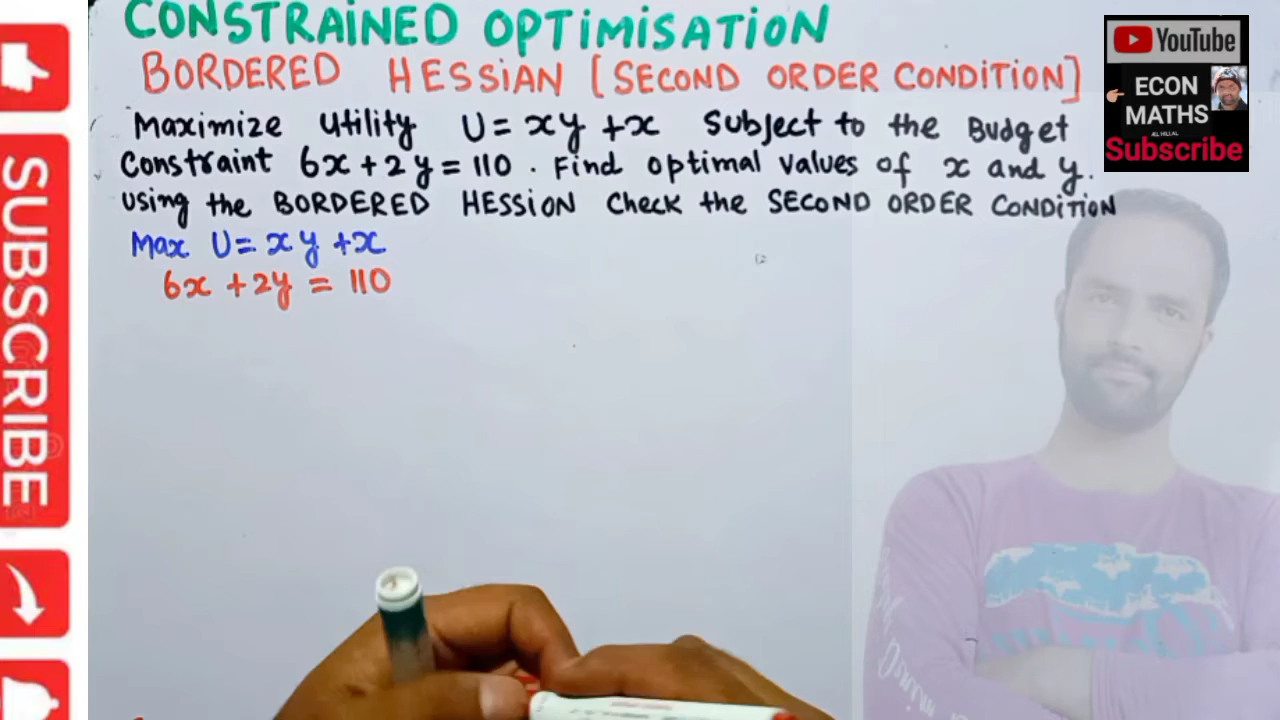 CONSTRAINED OPTIMISATION
BORDERED HESSIAN [SECOND ORDER CONDITION]
Maximize Utility U = xy + x Subject to the Budget
Constraint 6x + 2y = 110 . Find optimal values of x and y.
using the BORDERED HESSION Check the SECOND ORDER CONDITION
Max U = xy + x
6x + 2y = 110
YouTube
ECON
MATHS
Subscribe
SUBSCRIBE